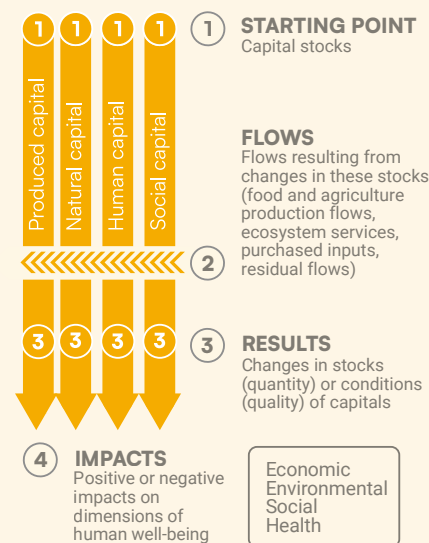 1 1 1 1
1 STARTING POINT
Capital stocks
Produced capital
Natural capital
Human capital
Social capital
FLOWS
Flows resulting from
changes in these stocks
(food and agriculture
production flows,
ecosystem services,
purchased inputs,
residual flows)
2
3 3 3 3
3 RESULTS
Changes in stocks
(quantity) or conditions
(quality) of capitals
4 IMPACTS
Positive or negative
impacts on
dimensions of
human well-being
Economic
Environmental
Social
Health